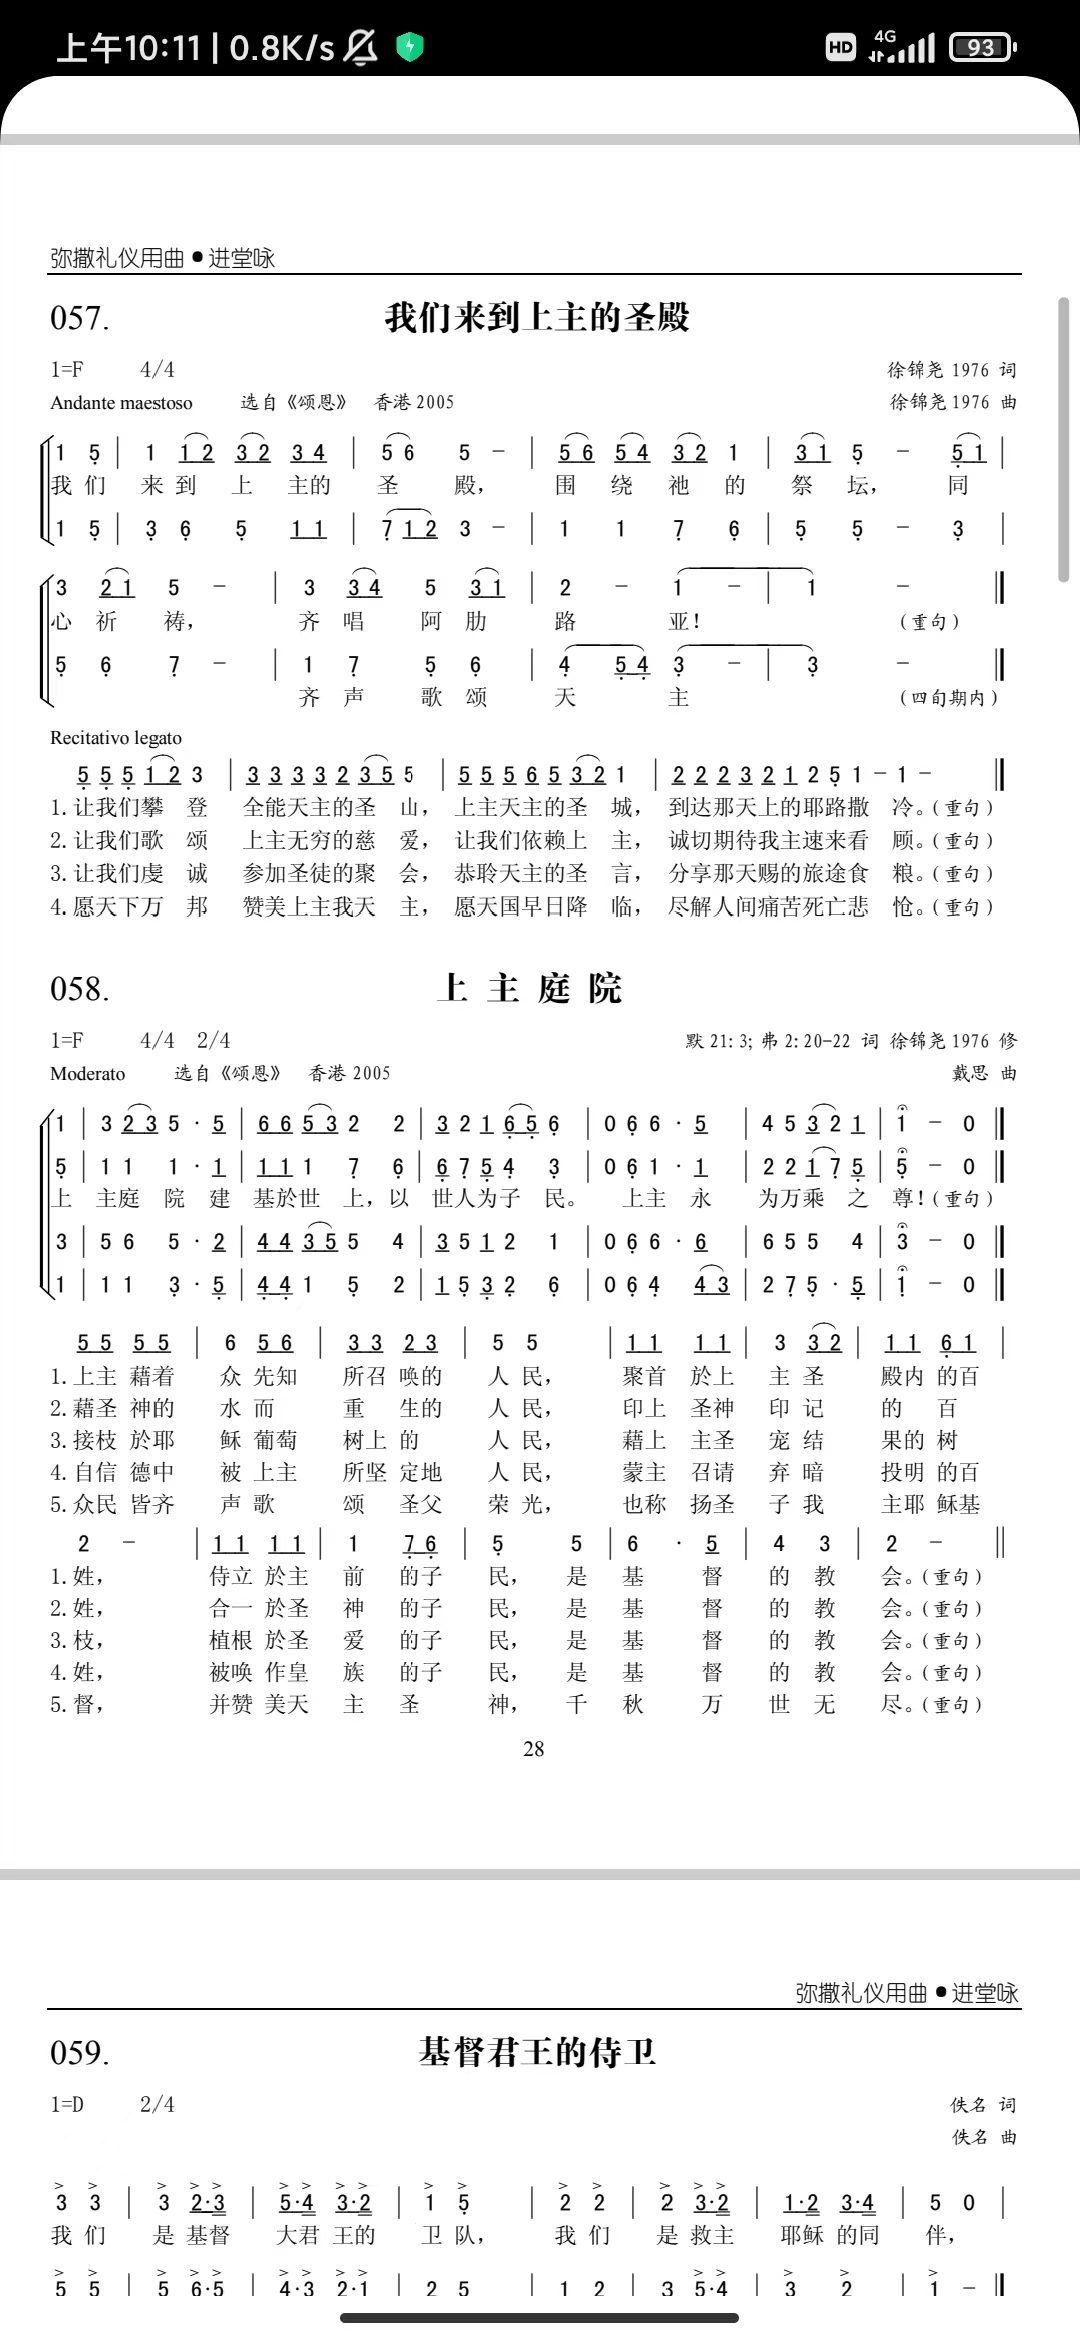 上午10:11 | 0.8K/s HD 4G 93
弥撒礼仪用曲 ● 进堂咏
057. 我们来到上主的圣殿
1=F 4/4 徐锦尧 1976 词
Andante maestoso 选自《颂恩》 香港 2005 徐锦尧 1976 曲
1 5 | 1 1 2 3 2 3 4 | 5 6 5 - | 5 6 5 4 3 2 1 | 3 1 5 - 5 1 |
我 们 来 到 上 主的 圣 殿， 围 绕 祂 的 祭 坛， 同
1 5 | 3 6 5 1 1 | 7 1 2 3 - | 1 1 7 6 | 5 5 - 3 |
3 2 1 5 - | 3 3 4 5 3 1 | 2 - 1 - | 1 -
心 祈 祷， 齐 唱 阿 肋 路 亚！ （重句）
5 6 7 - | 1 7 5 6 | 4 5 4 3 - | 3 -
齐 声 歌 颂 天 主 （四旬期内）
Recitativo legato
5 5 5 1 2 3 | 3 3 3 3 2 3 5 5 | 5 5 5 6 5 3 2 1 | 2 2 2 3 2 1 2 5 1 - 1 -
1.让我们攀 登 全能天主的圣 山， 上主天主的圣 城， 到达那天上的耶路撒 冷。（重句）
2.让我们歌 颂 上主无穷的慈 爱， 让我们依赖上 主， 诚切期待我主速来看 顾。（重句）
3.让我们虔 诚 参加圣徒的聚 会， 恭聆天主的圣 言， 分享那天赐的旅途食 粮。（重句）
4.愿天下万 邦 赞美上主我天 主， 愿天国早日降 临， 尽解人间痛苦死亡悲 怆。（重句）
058. 上 主 庭 院
1=F 4/4 2/4 默 21: 3; 弗 2: 20-22 词 徐锦尧 1976 修
Moderato 选自《颂恩》 香港 2005 戴思 曲
1 | 3 2 3 5 · 5 | 6 6 5 3 2 2 | 3 2 1 6 5 6 | 0 6 6 · 5 | 4 5 3 2 1 | 1 - 0
5 | 1 1 1 · 1 | 1 1 1 7 6 | 6 7 5 4 3 | 0 6 1 · 1 | 2 2 1 7 5 | 5 - 0
上 主庭 院 建 基於世 上，以 世人为子 民。 上主 永 为万乘 之 尊！（重句）
3 | 5 6 5 · 2 | 4 4 3 5 5 4 | 3 5 1 2 1 | 0 6 6 · 6 | 6 5 5 4 | 3 - 0
1 | 1 1 3 · 5 | 4 4 1 5 2 | 1 5 3 2 6 | 0 6 4 4 3 | 2 7 5 · 5 | 1 - 0
5 5 5 5 | 6 5 6 | 3 3 2 3 | 5 5 | 1 1 1 1 | 3 3 2 | 1 1 6 1 |
1.上主 藉着 众 先知 所召 唤的 人 民， 聚首 於上 主 圣 殿内 的百
2.藉圣 神的 水 而 重 生的 人 民， 印上 圣神 印 记 的 百
3.接枝 於耶 稣 葡萄 树上 的 人 民， 藉上 主圣 宠 结 果的 树
4.自信 德中 被 上主 所坚 定地 人 民， 蒙主 召请 弃 暗 投明 的百
5.众民 皆齐 声 歌 颂 圣父 荣 光， 也称 扬圣 子 我 主耶 稣基
2 - | 1 1 1 1 | 1 7 6 | 5 5 | 6 · 5 | 4 3 | 2 -
1.姓， 侍立 於主 前 的子 民， 是 基 督 的 教 会。（重句）
2.姓， 合一 於圣 神 的子 民， 是 基 督 的 教 会。（重句）
3.枝， 植根 於圣 爱 的子 民， 是 基 督 的 教 会。（重句）
4.姓， 被唤 作皇 族 的子 民， 是 基 督 的 教 会。（重句）
5.督， 并赞 美天 主 圣 神， 千 秋 万 世 无 尽。（重句）
28
弥撒礼仪用曲 ● 进堂咏
059. 基督君王的侍卫
1=D 2/4 佚名 词
佚名 曲
3 3 | 3 2·3 | 5·4 3·2 | 1 5 | 2 2 | 2 3·2 | 1·2 3·4 | 5 0 |
我 们 是 基督 大君 王的 卫 队， 我 们 是 救主 耶稣 的同 伴，
5 5 | 5 6·5 | 4·3 2·1 | 2 5 | 1 2 | 3 5·4 | 3 2 | 1 -